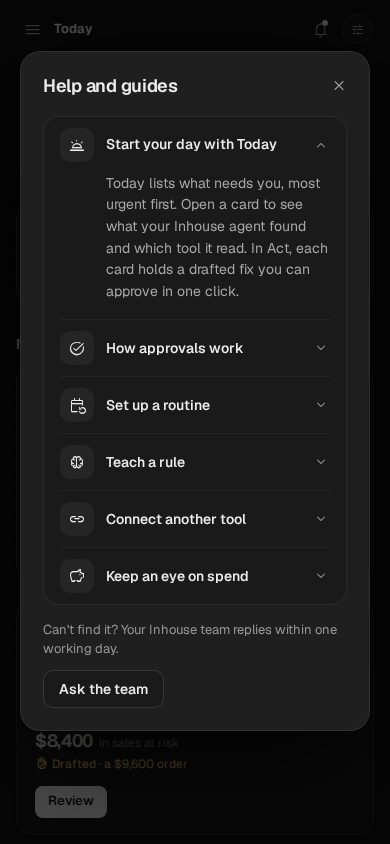 Today
Help and guides
Start your day with Today
Today lists what needs you, most
urgent first. Open a card to see
what your Inhouse agent found
and which tool it read. In Act, each
card holds a drafted fix you can
approve in one click.
How approvals work
Set up a routine
Teach a rule
Connect another tool
Keep an eye on spend
Can't find it? Your Inhouse team replies within one
working day.
Ask the team
$8,400 in sales at risk
Drafted · a $9,600 order
Review